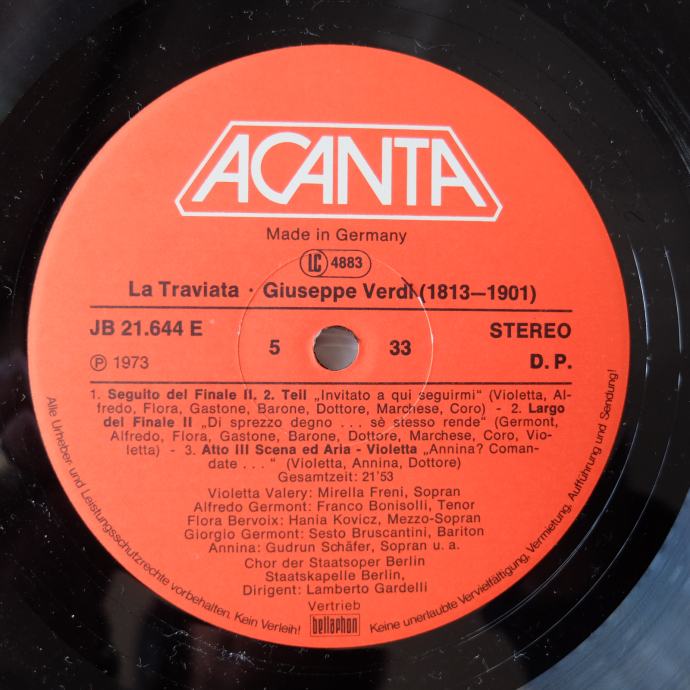 ACANTA
Made in Germany
LC 4883
La Traviata · Giuseppe Verdi (1813—1901)
JB 21.644 E
5
33
STEREO
Ⓟ 1973
D. P.
1. Seguito del Finale II, 2. Teil „Invitato a qui seguirmi“ (Violetta, Al-
fredo, Flora, Gastone, Barone, Dottore, Marchese, Coro) - 2. Largo
del Finale II „Di sprezzo degno . . . sè stesso rende“ (Germont,
Alfredo, Flora, Gastone, Barone, Dottore, Marchese, Coro, Vio-
letta) - 3. Atto III Scena ed Aria - Violetta „Annina? Coman-
date . . .“ (Violetta, Annina, Dottore)
Gesamtzeit: 21'53
Violetta Valery: Mirella Freni, Sopran
Alfredo Germont: Franco Bonisolli, Tenor
Flora Bervoix: Hania Kovicz, Mezzo-Sopran
Giorgio Germont: Sesto Bruscantini, Bariton
Annina: Gudrun Schäfer, Sopran u. a.
Chor der Staatsoper Berlin
Staatskapelle Berlin,
Dirigent: Lamberto Gardelli
Vertrieb
bellaphon
Alle Urheber und Leistungsschutzrechte vorbehalten. Kein Verleih! Keine unerlaubte Vervielfältigung, Vermietung, Aufführung und Sendung!